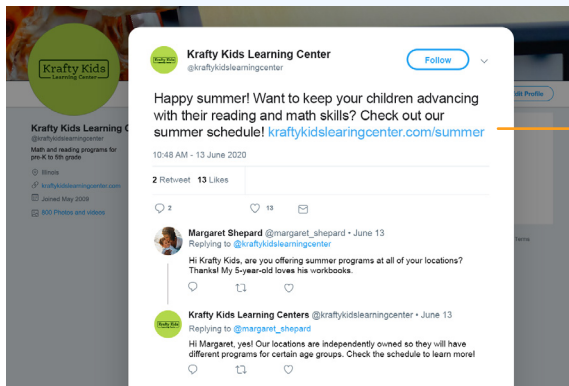 Krafty Kids
Learning Center
Krafty Kids Learning C
@kraftykidslearningcenter
Math and reading programs for
pre-K to 5th grade
Illinois
kraftykidslearningcenter.com
Joined May 2009
800 Photos and videos
dit Profile
Krafty Kids
Krafty Kids Learning Center
@kraftykidslearningcenter
Follow
Happy summer! Want to keep your children advancing
with their reading and math skills? Check out our
summer schedule! kraftykidslearingcenter.com/summer
10:48 AM - 13 June 2020
2 Retweet 13 Likes
2 13
Margaret Shepard @margaret_shepard • June 13
Replying to @kraftykidslearningcenter
Hi Krafty Kids, are you offering summer programs at all of your locations?
Thanks! My 5-year-old loves his workbooks.
Krafty Kids
Krafty Kids Learning Centers @kraftykidslearningcenter • June 13
Replying to @margaret_shepard
Hi Margaret, yes! Our locations are independently owned so they will have
different programs for certain age groups. Check the schedule to learn more!